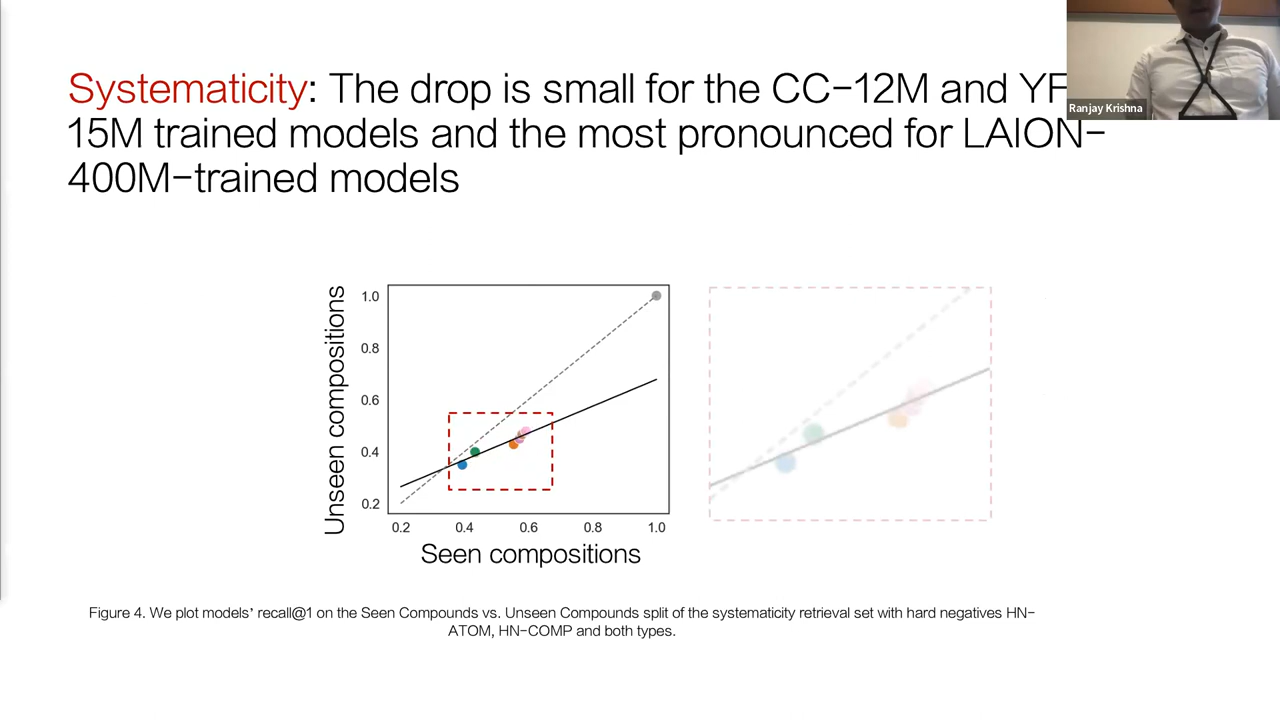 Systematicity: The drop is small for the CC-12M and YF
15M trained models and the most pronounced for LAION-
400M-trained models
Ranjay Krishna
Unseen compositions
1.0
0.8
0.6
0.4
0.2
0.2 0.4 0.6 0.8 1.0
Seen compositions
Figure 4. We plot models' recall@1 on the Seen Compounds vs. Unseen Compounds split of the systematicity retrieval set with hard negatives HN-
ATOM, HN-COMP and both types.